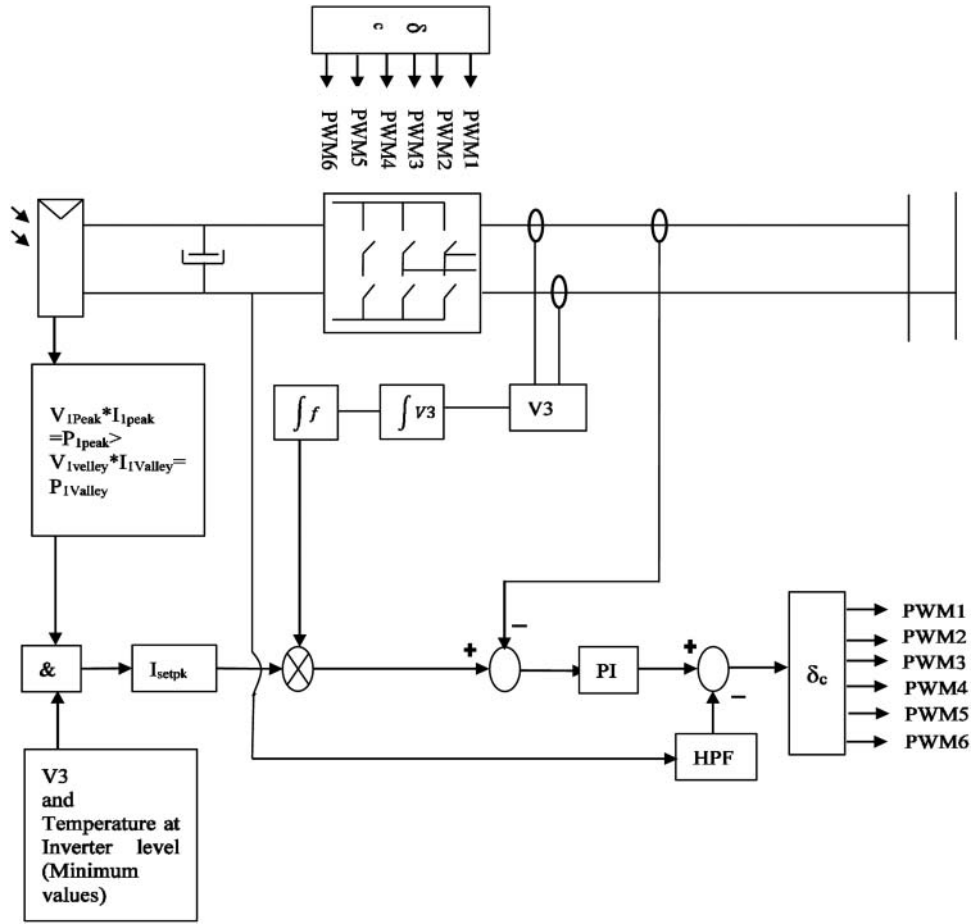 δ c
PWM6
PWM5
PWM4
PWM3
PWM2
PWM1
V1Peak*I1peak
=P1peak>
V1velley*I1Valley=
P1Valley
∫f
∫V3
V3
&
Isetpk
+
−
PI
+
−
HPF
δc
PWM1
PWM2
PWM3
PWM4
PWM5
PWM6
V3
and
Temperature at
Inverter level
(Minimum
values)